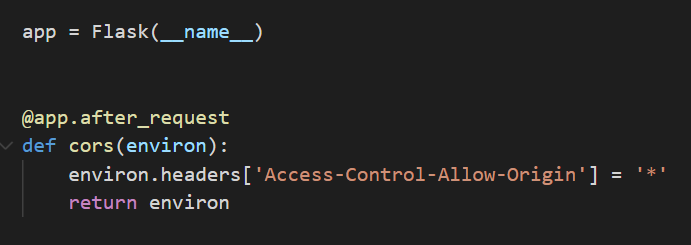 app = Flask(__name__)
@app.after_request
def cors(environ):
    environ.headers['Access-Control-Allow-Origin'] = '*'
    return environ